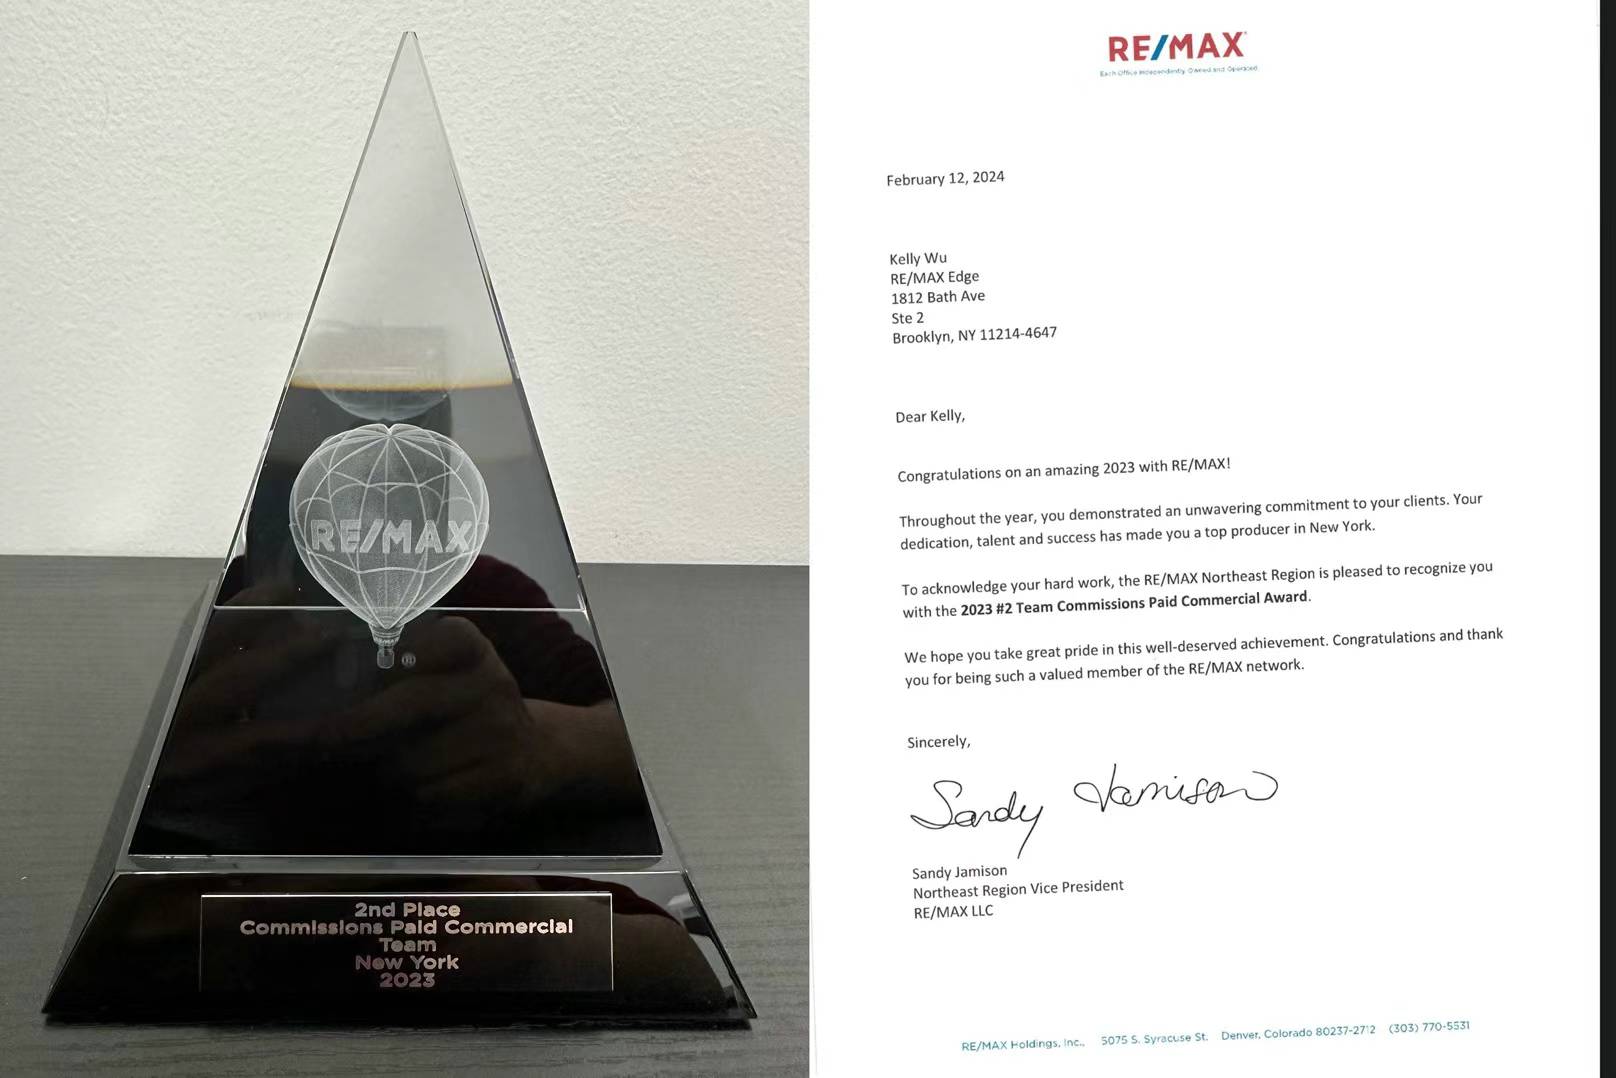 RE/MAX
®
2nd Place
Commissions Paid Commercial
Team
New York
2023
RE/MAX
Each Office Independently Owned and Operated.
February 12, 2024
Kelly Wu
RE/MAX Edge
1812 Bath Ave
Ste 2
Brooklyn, NY 11214-4647
Dear Kelly,
Congratulations on an amazing 2023 with RE/MAX!
Throughout the year, you demonstrated an unwavering commitment to your clients. Your
dedication, talent and success has made you a top producer in New York.
To acknowledge your hard work, the RE/MAX Northeast Region is pleased to recognize you
with the 2023 #2 Team Commissions Paid Commercial Award.
We hope you take great pride in this well-deserved achievement. Congratulations and thank
you for being such a valued member of the RE/MAX network.
Sincerely,
Sandy Jamison
Sandy Jamison
Northeast Region Vice President
RE/MAX LLC
RE/MAX Holdings, Inc., 5075 S. Syracuse St. Denver, Colorado 80237-2712 (303) 770-5531